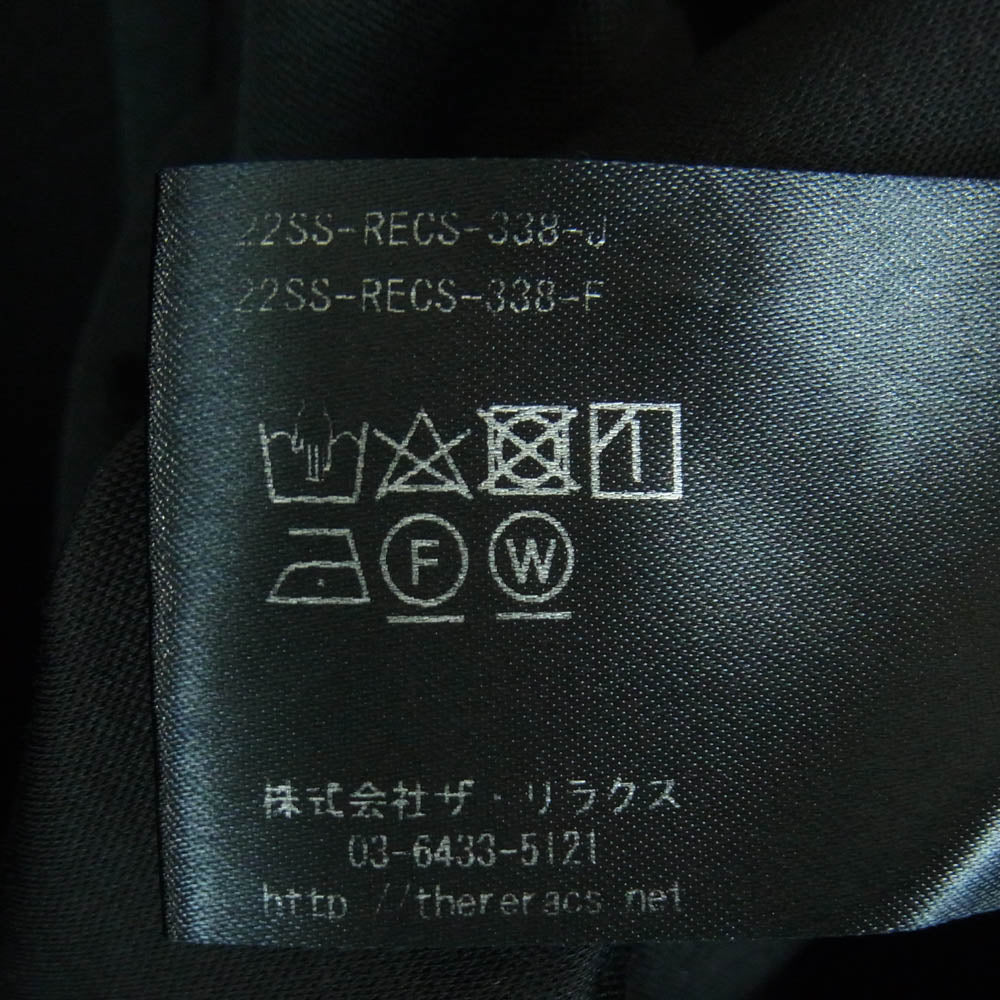 22SS-RECS-338-J
22SS-RECS-338-F
F W
株式会社ザ・リラクス
03-6433-5121
http://thereracs.net